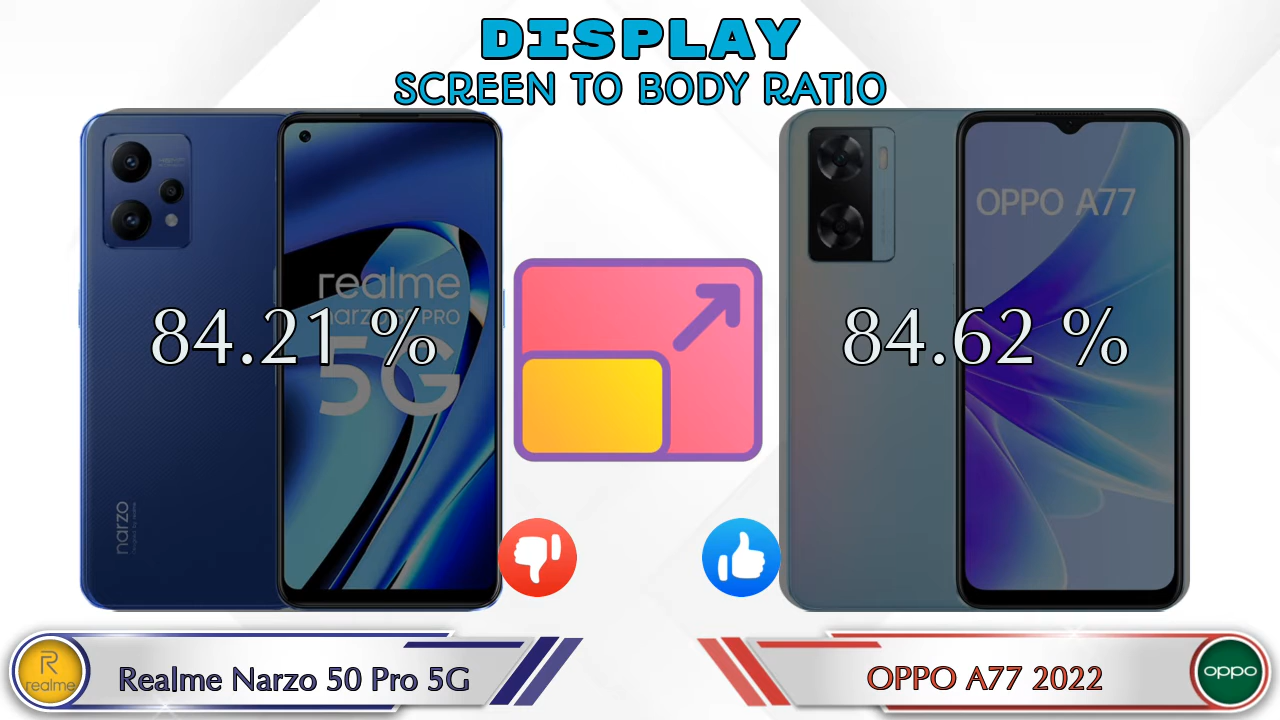 DISPLAY
SCREEN TO BODY RATIO
realme
narzo 50 PRO
5G
84.21 %
narzo
OPPO A77
84.62 %
R
realme
Realme Narzo 50 Pro 5G
OPPO A77 2022
oppo